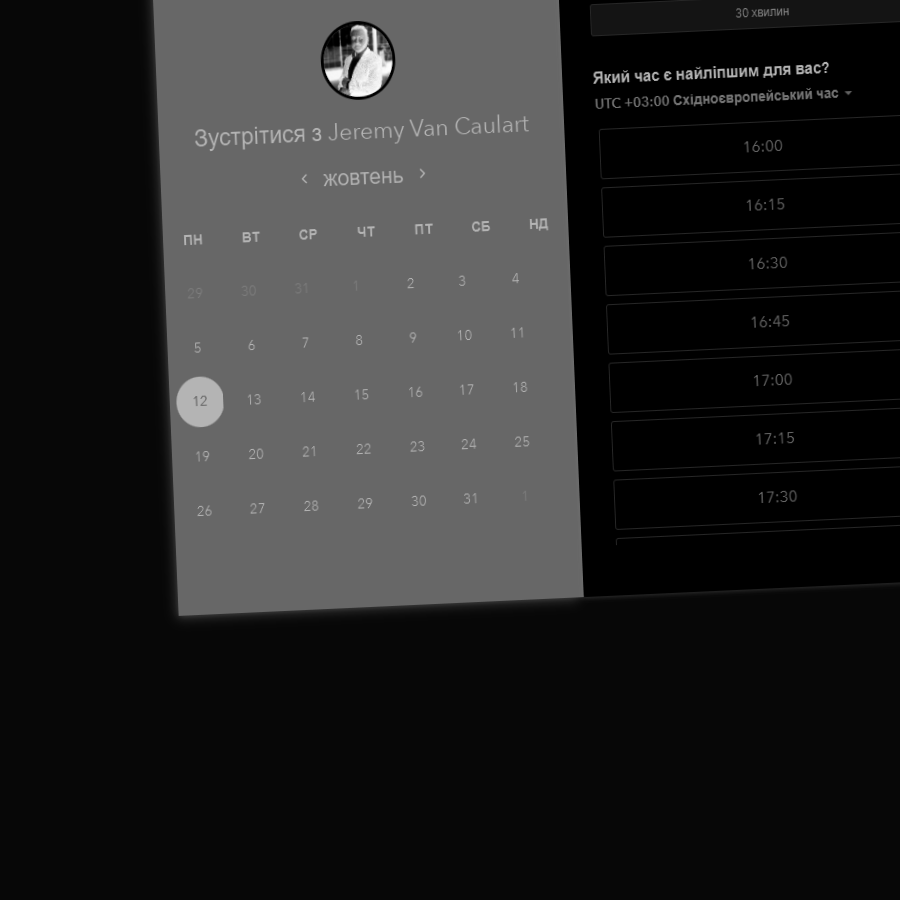 Зустрітися з Jeremy Van Caulart
‹ жовтень ›
ПН ВТ СР ЧТ ПТ СБ НД
29 30 31 1 2 3 4
5 6 7 8 9 10 11
12 13 14 15 16 17 18
19 20 21 22 23 24 25
26 27 28 29 30 31 1
30 хвилин
Який час є найліпшим для вас?
UTC +03:00 Східноєвропейський час
16:00
16:15
16:30
16:45
17:00
17:15
17:30